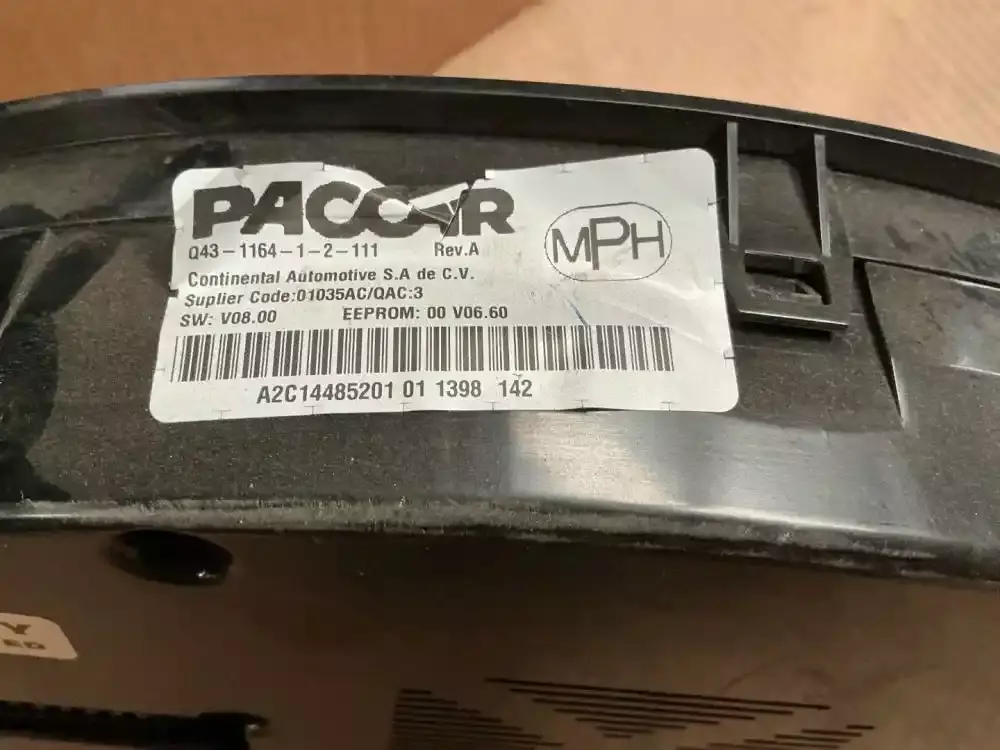 PACCAR
Q43-1164-1-2-111 Rev.A
MPH
Continental Automotive S.A de C.V.
Suplier Code:01035AC/QAC:3
SW: V08.00 EEPROM: 00 V06.60
A2C14485201 01 1398 142
Y
ED